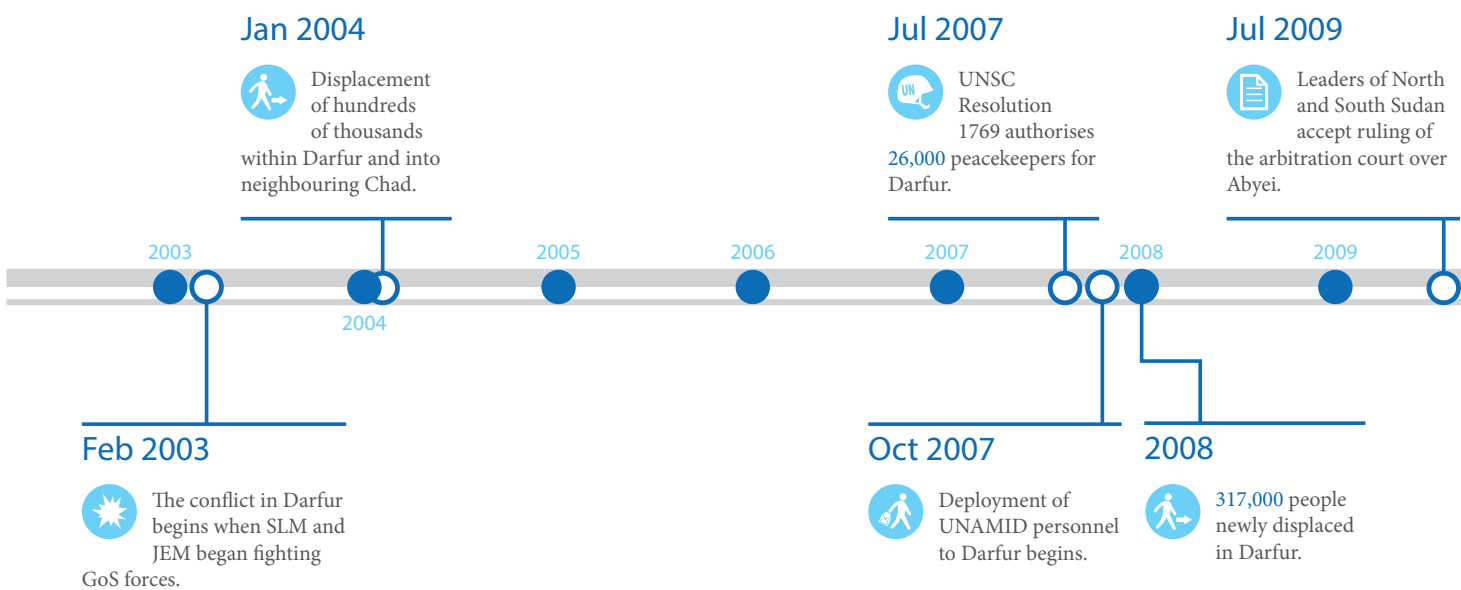 Jan 2004
Displacement
of hundreds
of thousands
within Darfur and into
neighbouring Chad.
Jul 2007
UN
UNSC
Resolution
1769 authorises
26,000 peacekeepers for
Darfur.
Jul 2009
Leaders of North
and South Sudan
accept ruling of
the arbitration court over
Abyei.
2003
2004
2005
2006
2007
2008
2009
Feb 2003
The conflict in Darfur
begins when SLM and
JEM began fighting
GoS forces.
Oct 2007
Deployment of
UNAMID personnel
to Darfur begins.
2008
317,000 people
newly displaced
in Darfur.